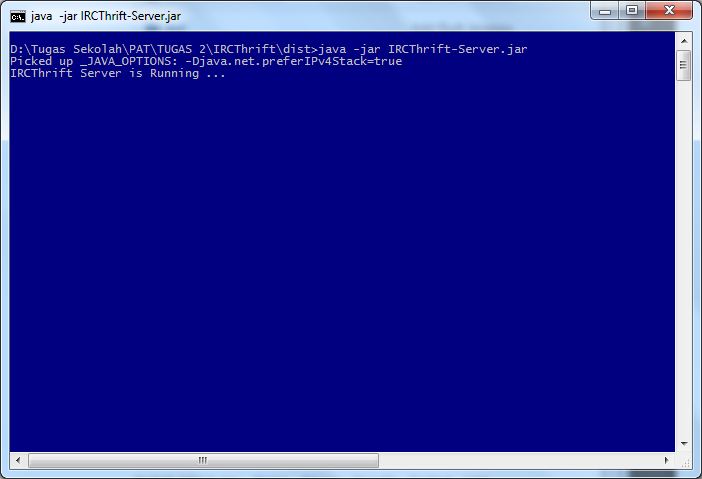 java -jar IRCThrift-Server.jar
D:\Tugas Sekolah\PAT\TUGAS 2\IRCThrift\dist>java -jar IRCThrift-Server.jar
Picked up _JAVA_OPTIONS: -Djava.net.preferIPv4Stack=true
IRCThrift Server is Running ...